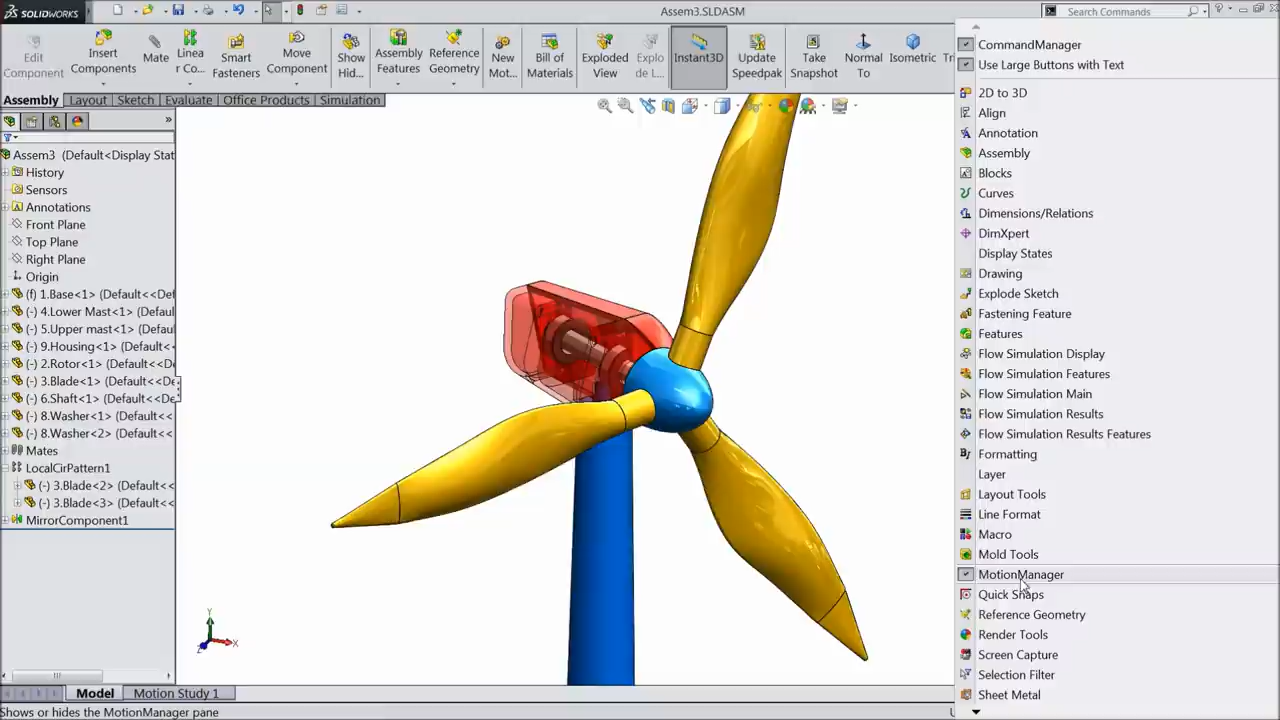 SOLIDWORKS
Assem3.SLDASM
Search Commands
Edit Component
Insert Components
Mate
Linea r Co...
Smart Fasteners
Move Component
Show Hid...
Assembly Features
Reference Geometry
New Mot...
Bill of Materials
Exploded View
Explo de L...
Instant3D
Update Speedpak
Take Snapshot
Normal To
Isometric
Tr
Assembly
Layout
Sketch
Evaluate
Office Products
Simulation
Assem3 (Default<Display Stat
History
Sensors
Annotations
Front Plane
Top Plane
Right Plane
Origin
(f) 1.Base<1> (Default<<Def
(-) 4.Lower Mast<1> (Default
(-) 5.Upper mast<1> (Default
(-) 9.Housing<1> (Default<<
(-) 2.Rotor<1> (Default<<De
(-) 3.Blade<1> (Default<<De
(-) 6.Shaft<1> (Default<<Def
(-) 8.Washer<1> (Default<<
(-) 8.Washer<2> (Default<<
Mates
LocalCirPattern1
(-) 3.Blade<2> (Default<<
(-) 3.Blade<3> (Default<<
MirrorComponent1
Y
X
Z
Model
Motion Study 1
Shows or hides the MotionManager pane
CommandManager
Use Large Buttons with Text
2D to 3D
Align
Annotation
Assembly
Blocks
Curves
Dimensions/Relations
DimXpert
Display States
Drawing
Explode Sketch
Fastening Feature
Features
Flow Simulation Display
Flow Simulation Features
Flow Simulation Main
Flow Simulation Results
Flow Simulation Results Features
Formatting
Layer
Layout Tools
Line Format
Macro
Mold Tools
MotionManager
Quick Snaps
Reference Geometry
Render Tools
Screen Capture
Selection Filter
Sheet Metal